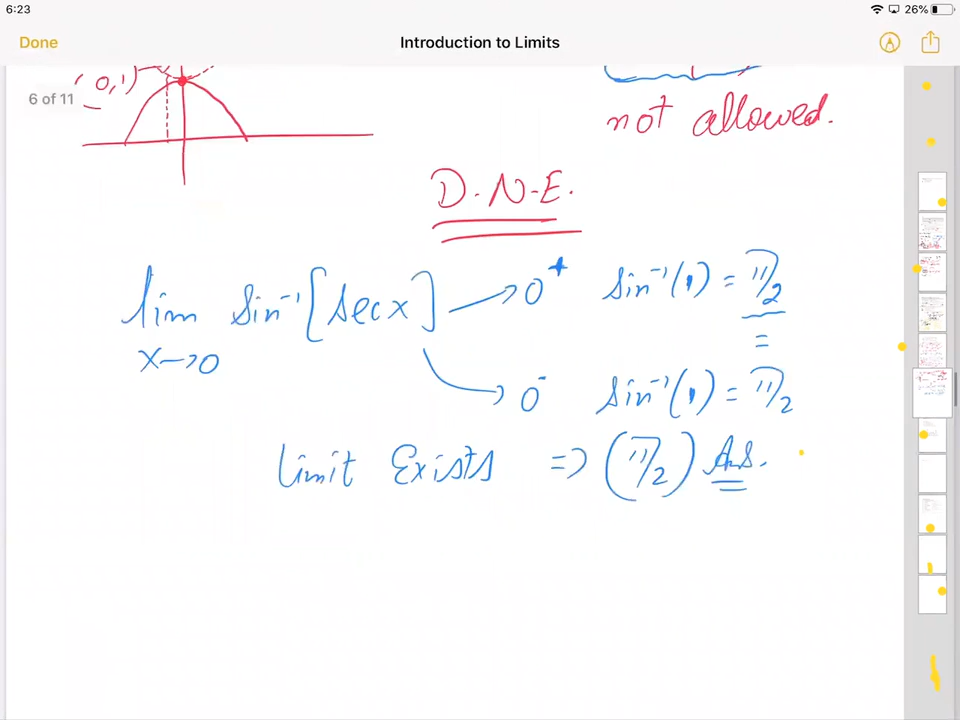 6:23
26%
Done
Introduction to Limits
6 of 11
(0,1)
not allowed.
D.N.E.
lim sin⁻¹[sec x] → 0⁺ sin⁻¹(1) = π/2
x→0
=
→ 0⁻ sin⁻¹(1) = π/2
Limit Exists => (π/2) Ans.